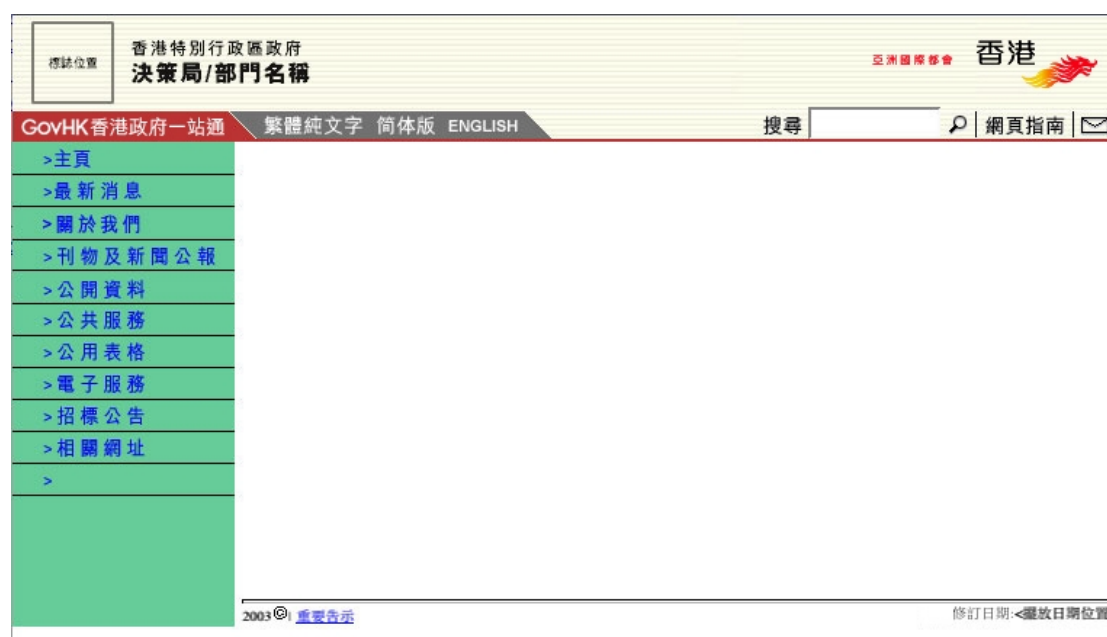 標誌位置
香港特別行政區政府
決策局/部門名稱
亞洲國際都會 香港
GovHK香港政府一站通 繁體純文字 简体版 ENGLISH 搜尋 網頁指南
>主頁
>最新消息
>關於我們
>刊物及新聞公報
>公開資料
>公共服務
>公用表格
>電子服務
>招標公告
>相關網址
>
2003©| 重要告示 修訂日期:<擺放日期位置